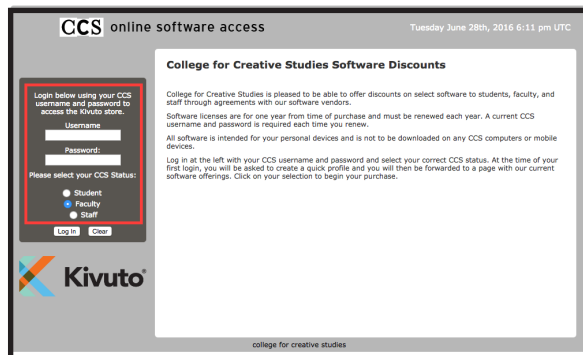 CCS online software access
Tuesday June 28th, 2016 6:11 pm UTC
College for Creative Studies Software Discounts
College for Creative Studies is pleased to be able to offer discounts on select software to students, faculty, and
staff through agreements with our software vendors.
Software licenses are for one year from time of purchase and must be renewed each year. A current CCS
username and password is required each time you renew.
All software is intended for your personal devices and is not to be downloaded on any CCS computers or mobile
devices.
Log in at the left with your CCS username and password and select your correct CCS status. At the time of your
first login, you will be asked to create a quick profile and you will then be forwarded to a page with our current
software offerings. Click on your selection to begin your purchase.
Login below using your CCS
username and password to
access the Kivuto store.
Username
Password:
Please select your CCS Status:
Student
Faculty
Staff
Log In Clear
Kivuto®
college for creative studies